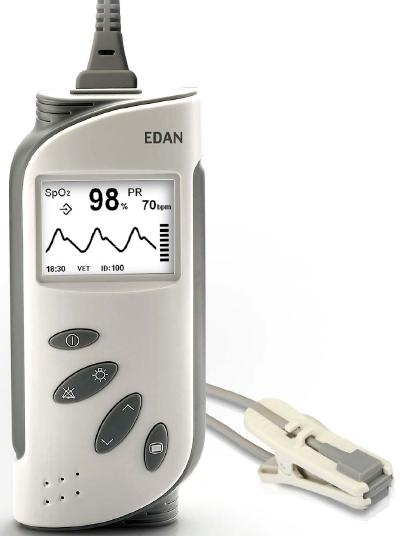 EDAN
SpO₂ 98% PR
70bpm
18:30 VET ID:100